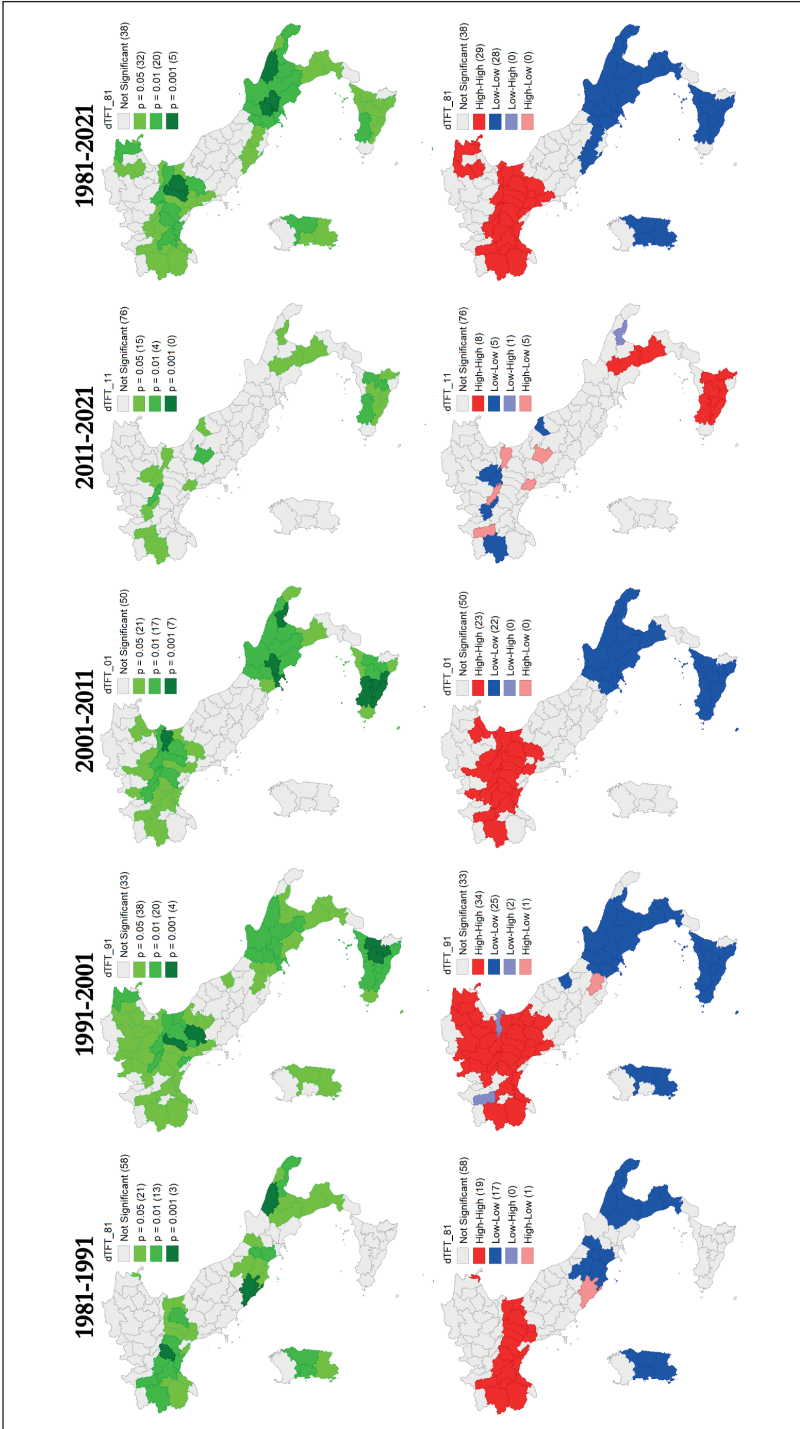 1981-1991
1991-2001
2001-2011
2011-2021
1981-2021
dTFT_81
Not Significant (58)
p = 0.05 (21)
p = 0.01 (13)
p = 0.001 (3)
dTFT_91
Not Significant (33)
p = 0.05 (38)
p = 0.01 (20)
p = 0.001 (4)
dTFT_01
Not Significant (50)
p = 0.05 (21)
p = 0.01 (17)
p = 0.001 (7)
dTFT_11
Not Significant (76)
p = 0.05 (15)
p = 0.01 (4)
p = 0.001 (0)
dTFT_81
Not Significant (38)
p = 0.05 (32)
p = 0.01 (20)
p = 0.001 (5)
dTFT_81
Not Significant (58)
High-High (19)
Low-Low (17)
Low-High (0)
High-Low (1)
dTFT_91
Not Significant (33)
High-High (34)
Low-Low (25)
Low-High (2)
High-Low (1)
dTFT_01
Not Significant (50)
High-High (23)
Low-Low (22)
Low-High (0)
High-Low (0)
dTFT_11
Not Significant (76)
High-High (8)
Low-Low (5)
Low-High (1)
High-Low (5)
dTFT_81
Not Significant (38)
High-High (29)
Low-Low (28)
Low-High (0)
High-Low (0)